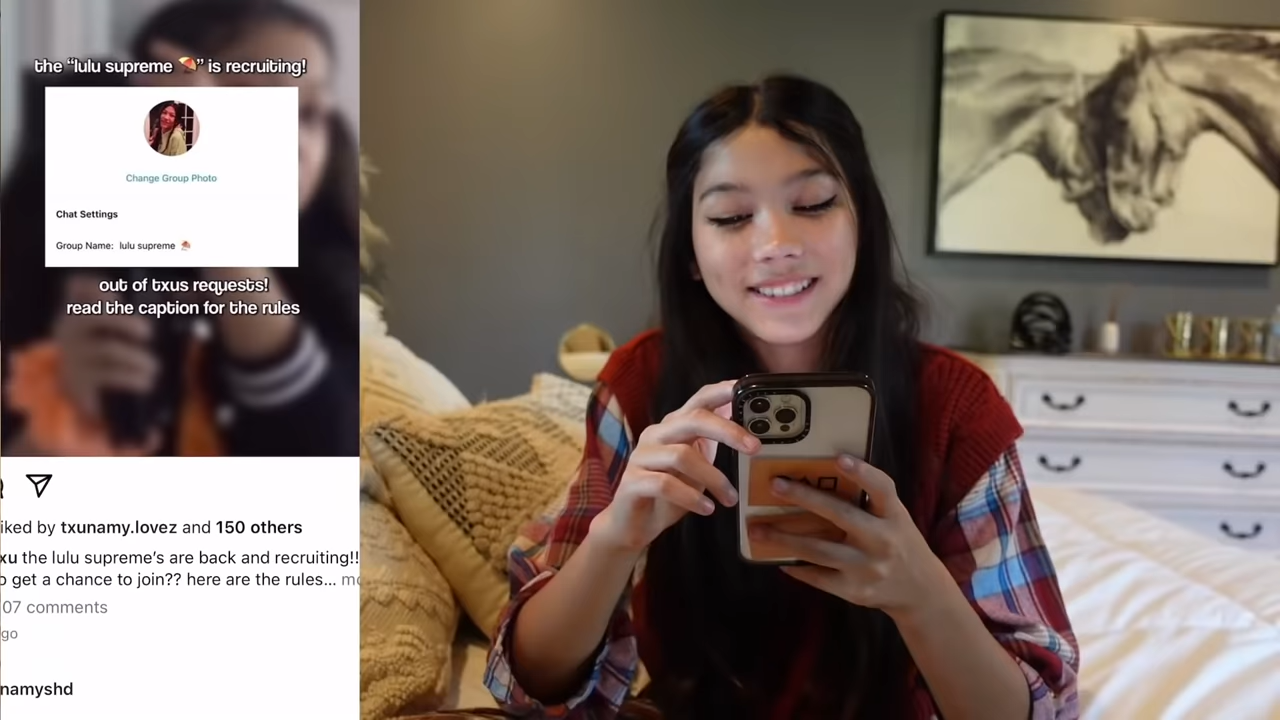 the "lulu supreme ⛱️" is recruiting!
Change Group Photo
Chat Settings
Group Name: lulu supreme ⛱️
out of txus requests!
read the caption for the rules
iked by txunamy.lovez and 150 others
xu the lulu supreme's are back and recruiting!!
o get a chance to join?? here are the rules... mo
07 comments
go
namyshd